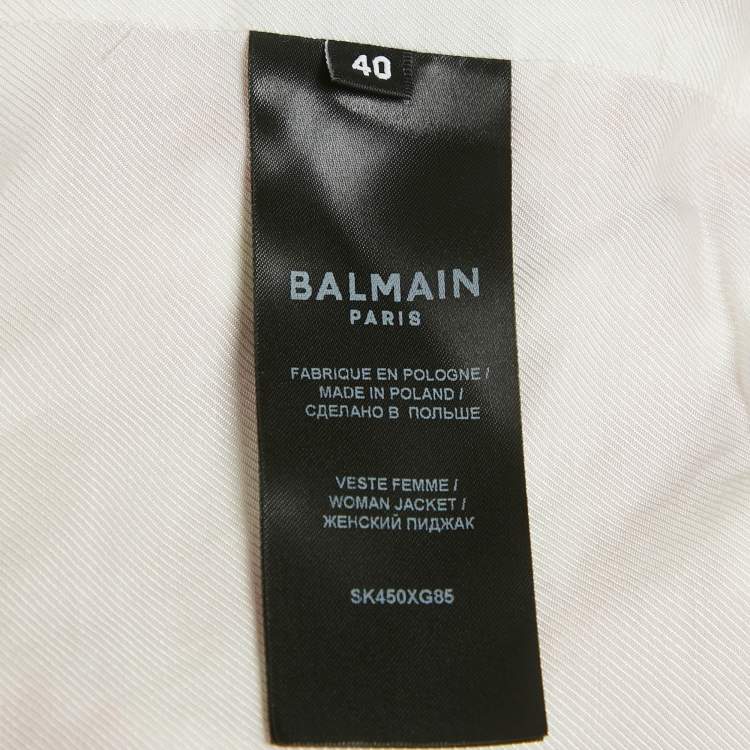 40
BALMAIN
PARIS
FABRIQUE EN POLOGNE /
MADE IN POLAND /
СДЕЛАНО В ПОЛЬШЕ
VESTE FEMME /
WOMAN JACKET /
ЖЕНСКИЙ ПИДЖАК
SK450XG85